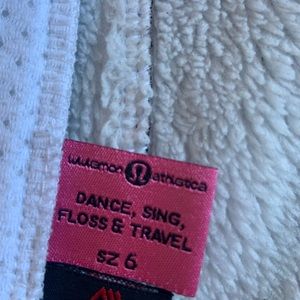 lululemon athletica
DANCE, SING,
FLOSS & TRAVEL
SZ 6